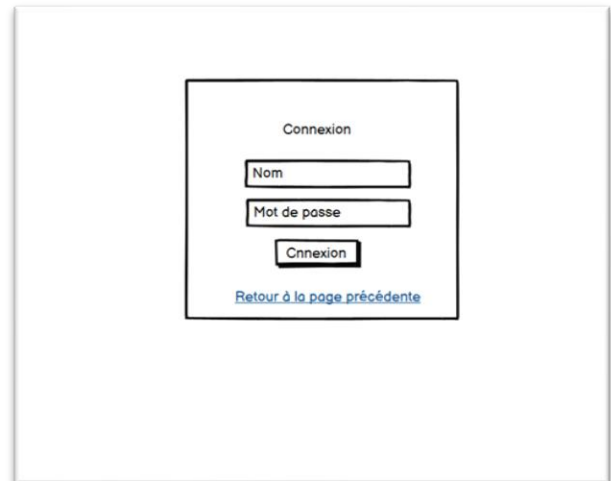 Connexion
Nom
Mot de passe
Cnnexion
Retour à la page précédente